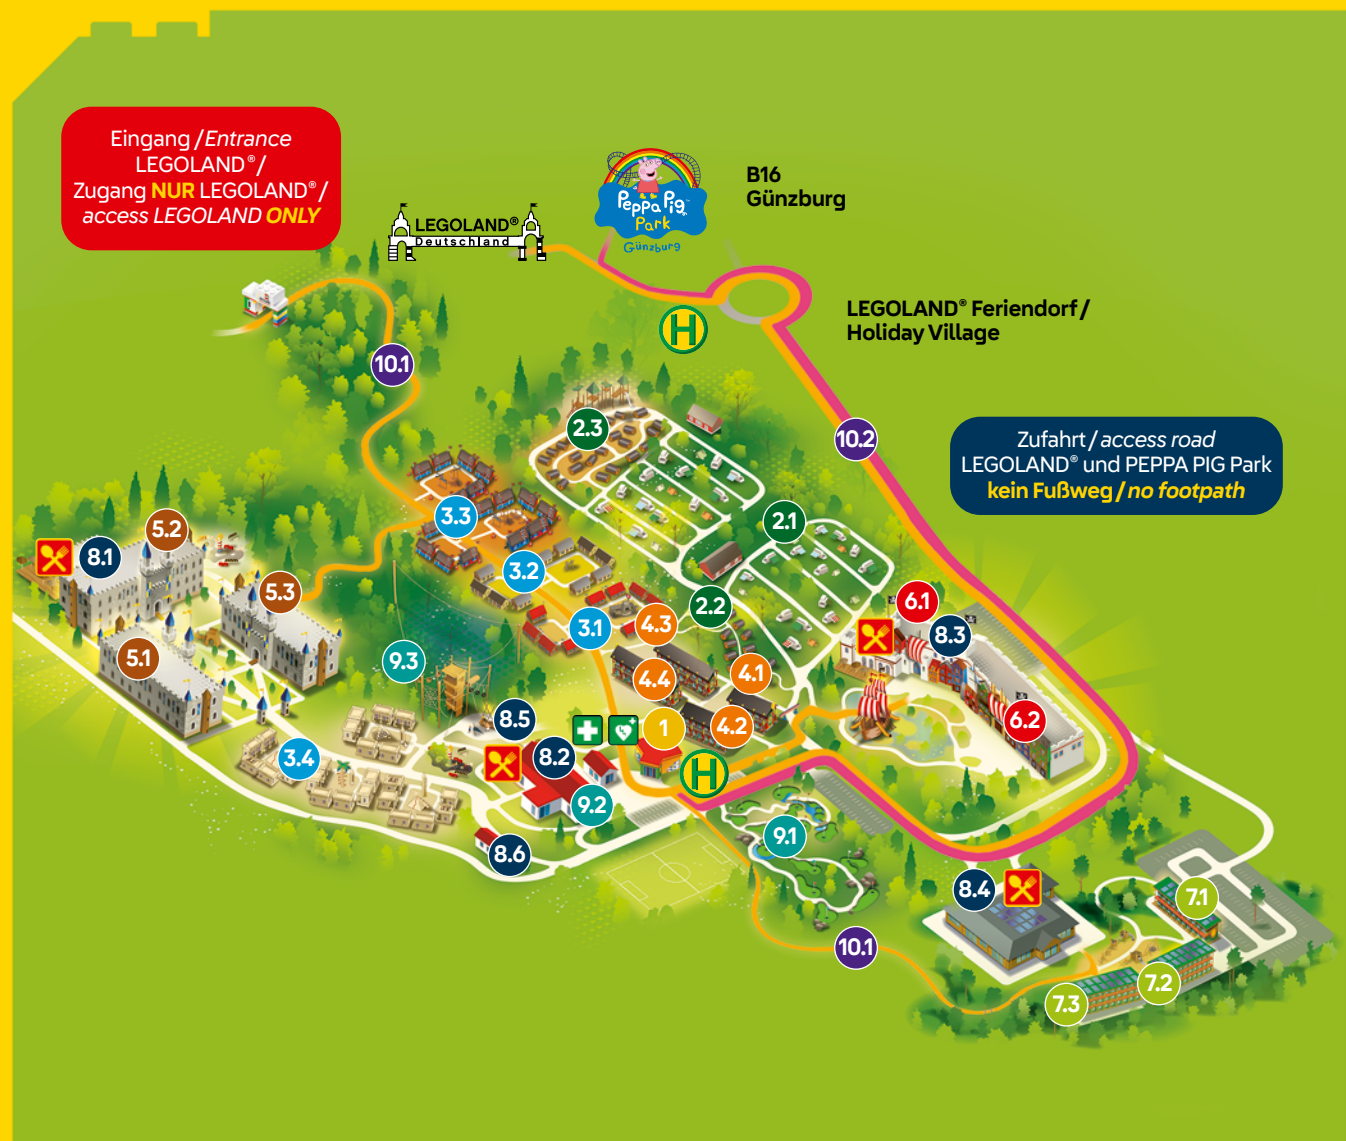 Eingang / Entrance
LEGOLAND® /
Zugang NUR LEGOLAND® /
access LEGOLAND ONLY
LEGOLAND®
Deutschland
Peppa Pig™
Park
Günzburg
B16
Günzburg
H
LEGOLAND® Feriendorf /
Holiday Village
10.1
10.2
Zufahrt / access road
LEGOLAND® und PEPPA PIG Park
kein Fußweg / no footpath
2.3
3.3
2.1
5.2
8.1
3.2
5.3
2.2
6.1
3.1
4.3
8.3
5.1
9.3
4.4
4.1
8.5
1
4.2
6.2
3.4
8.2
H
9.2
9.1
8.6
8.4
7.1
10.1
7.2
7.3